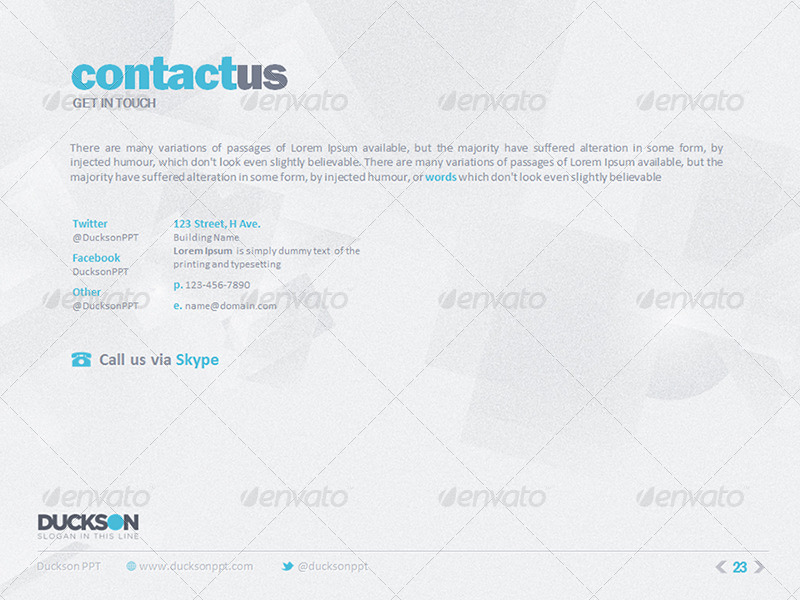 contactus
GET IN TOUCH
There are many variations of passages of Lorem Ipsum available, but the majority have suffered alteration in some form, by
injected humour, which don't look even slightly believable. There are many variations of passages of Lorem Ipsum available, but the
majority have suffered alteration in some form, by injected humour, or words which don't look even slightly believable
Twitter
@DucksonPPT
Facebook
DucksonPPT
Other
@DucksonPPT
123 Street, H Ave.
Building Name
Lorem Ipsum is simply dummy text of the
printing and typesetting
p. 123-456-7890
e. name@domain.com
Call us via Skype
envato envato envato envato
envato envato envato envato
envato envato envato envato
DUCKSON
SLOGAN IN THIS LINE
Duckson PPT www.ducksonppt.com @ducksonppt 23